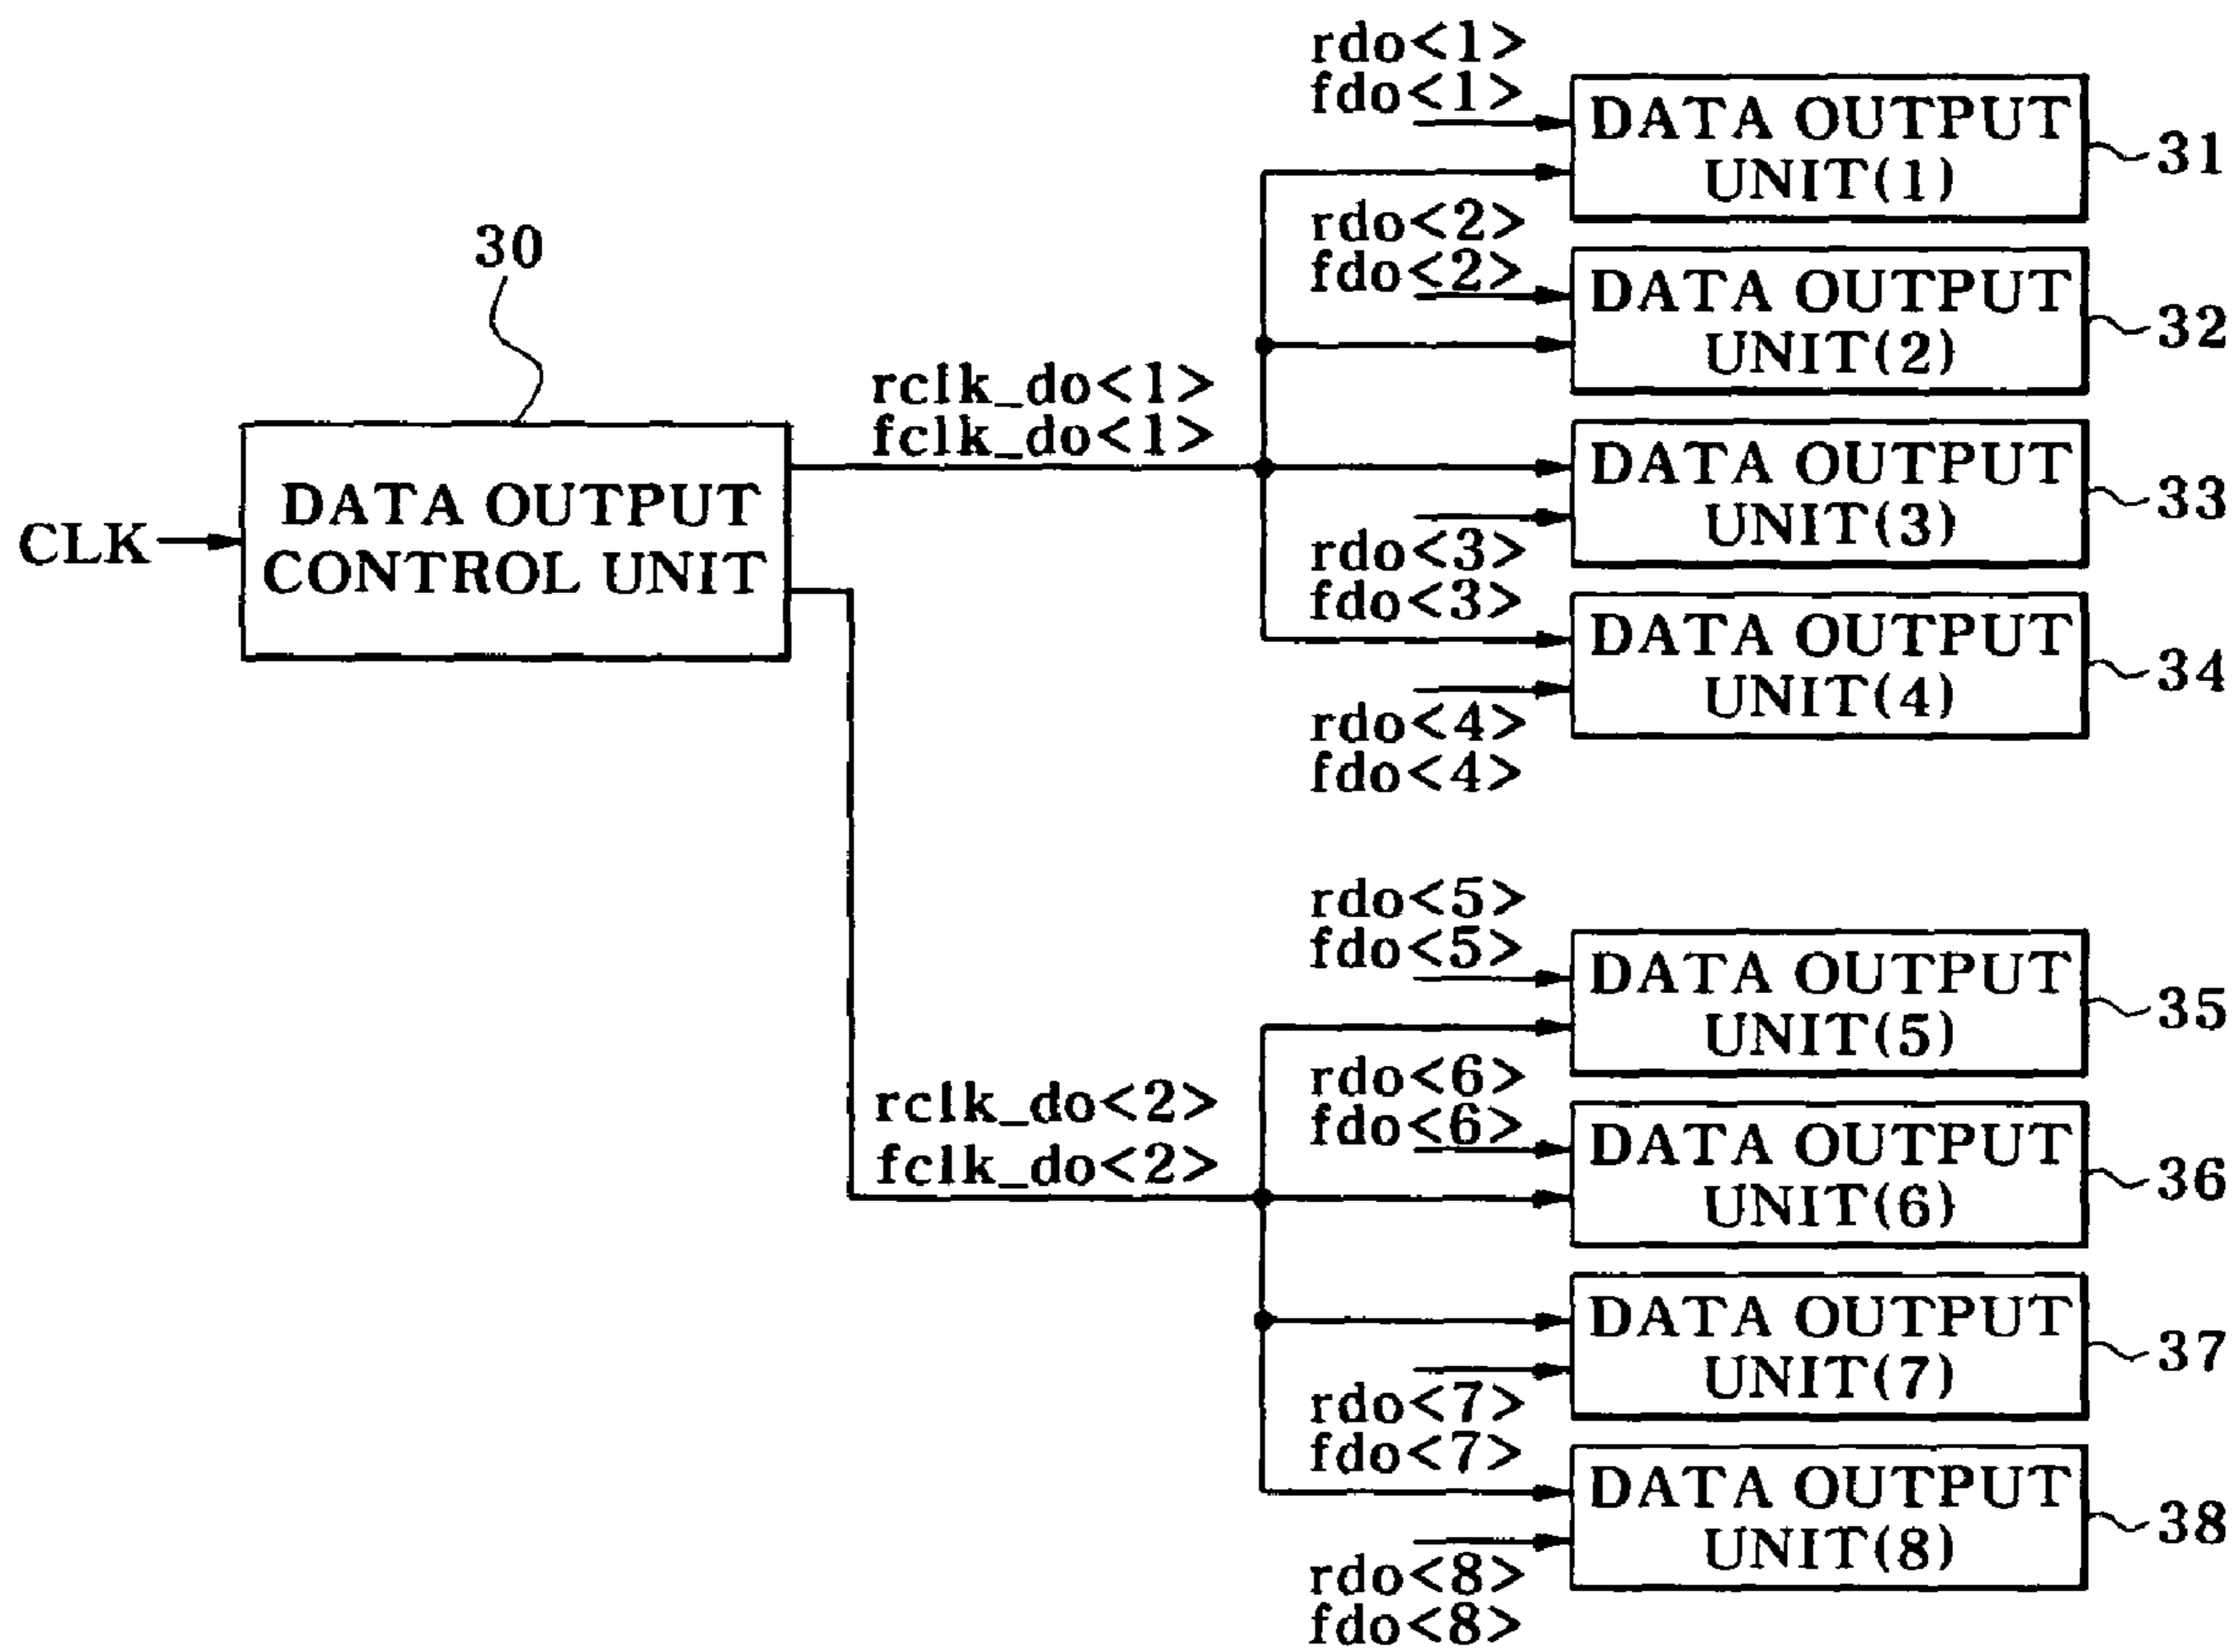 rdo<1>
fdo<1>
DATA OUTPUT
UNIT(1)
31
rdo<2>
fdo<2>
DATA OUTPUT
UNIT(2)
32
30
rclk_do<1>
fclk_do<1>
DATA OUTPUT
UNIT(3)
33
CLK
DATA OUTPUT
CONTROL UNIT
rdo<3>
fdo<3>
DATA OUTPUT
UNIT(4)
34
rdo<4>
fdo<4>
rdo<5>
fdo<5>
DATA OUTPUT
UNIT(5)
35
rclk_do<2>
fclk_do<2>
rdo<6>
fdo<6>
DATA OUTPUT
UNIT(6)
36
DATA OUTPUT
UNIT(7)
37
rdo<7>
fdo<7>
DATA OUTPUT
UNIT(8)
38
rdo<8>
fdo<8>